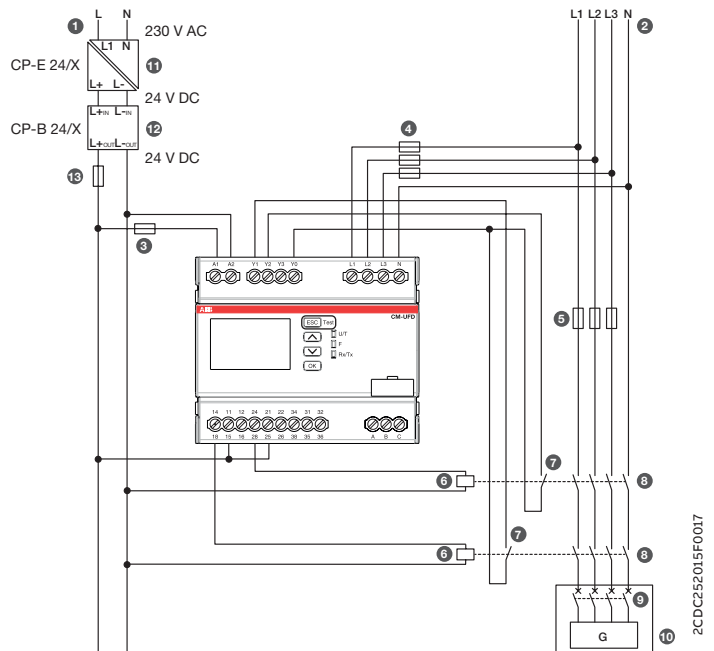 L N
L1 L2 L3 N
1
230 V AC
2
L1 N
CP-E 24/X
11
L+ L-
24 V DC
L+IN L-IN
CP-B 24/X
12
L+OUT L-OUT
24 V DC
4
13
3
A1 A2 Y1 Y2 Y3 Y0 L1 L2 L3 N
ABB
CM-UFD
ESC Test
U/T
F
Rx/Tx
OK
5
14 11 12 24 21 22 34 31 32
18 15 16 28 25 26 38 35 36
A B C
7
6
8
7
6
8
9
G
10
2CDC252015F0017